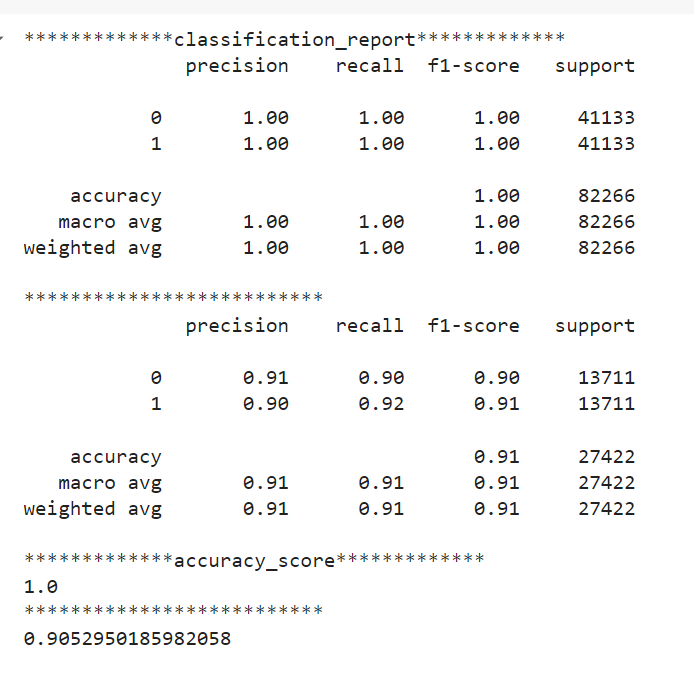 *************classification_report*************
precision recall f1-score support
0 1.00 1.00 1.00 41133
1 1.00 1.00 1.00 41133
accuracy 1.00 82266
macro avg 1.00 1.00 1.00 82266
weighted avg 1.00 1.00 1.00 82266
**************************
precision recall f1-score support
0 0.91 0.90 0.90 13711
1 0.90 0.92 0.91 13711
accuracy 0.91 27422
macro avg 0.91 0.91 0.91 27422
weighted avg 0.91 0.91 0.91 27422
*************accuracy_score*************
1.0
**************************
0.9052950185982058